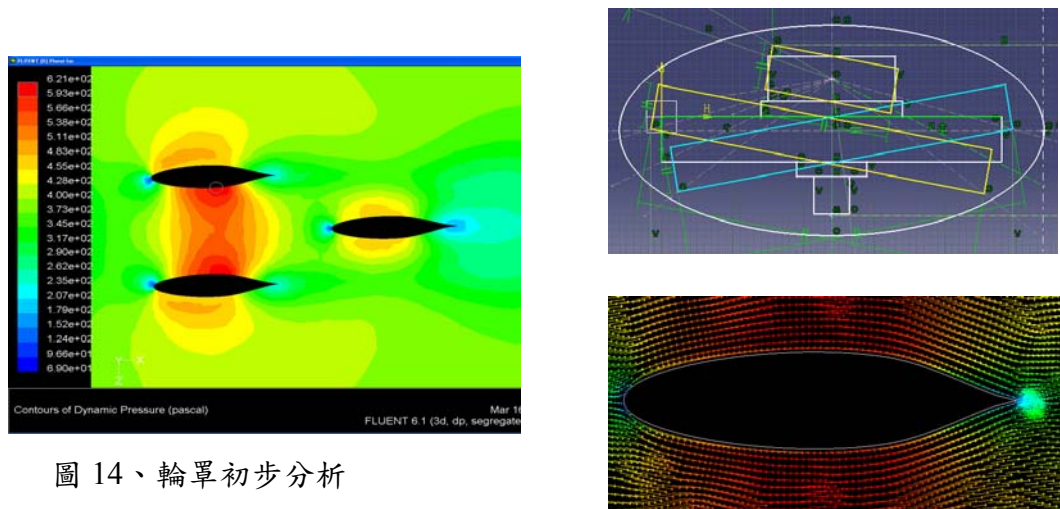 6.21e+02
5.93e+02
5.66e+02
5.38e+02
5.11e+02
4.83e+02
4.55e+02
4.28e+02
4.00e+02
3.73e+02
3.45e+02
3.17e+02
2.90e+02
2.62e+02
2.35e+02
2.07e+02
1.79e+02
1.52e+02
1.24e+02
9.66e+01
6.90e+01
Y X
Z
Contours of Dynamic Pressure (pascal)
Mar 16
FLUENT 6.1 (3d, dp, segregate
圖 14、輪罩初步分析
H
V